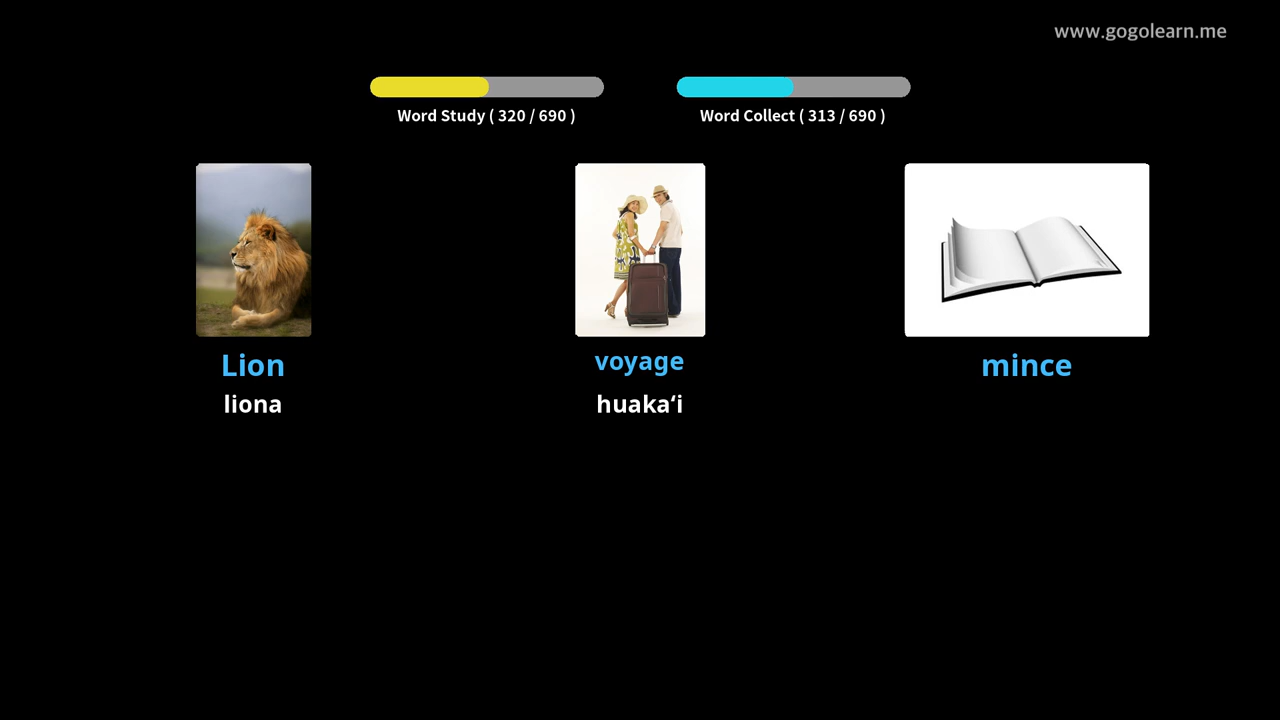 www.gogolearn.me
Word Study ( 320 / 690 )
Word Collect ( 313 / 690 )
Lion
liona
voyage
huakaʻi
mince